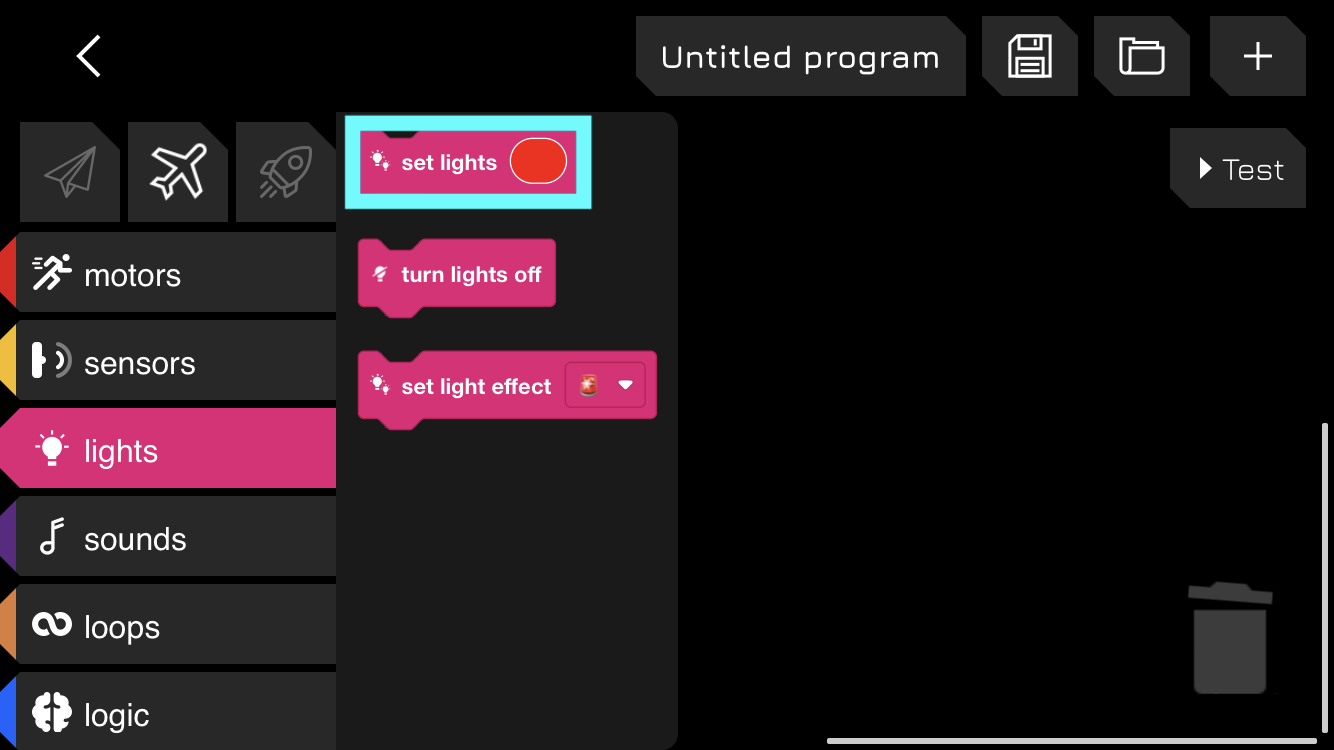 Untitled program
Test
set lights
turn lights off
set light effect
motors
sensors
lights
sounds
loops
logic